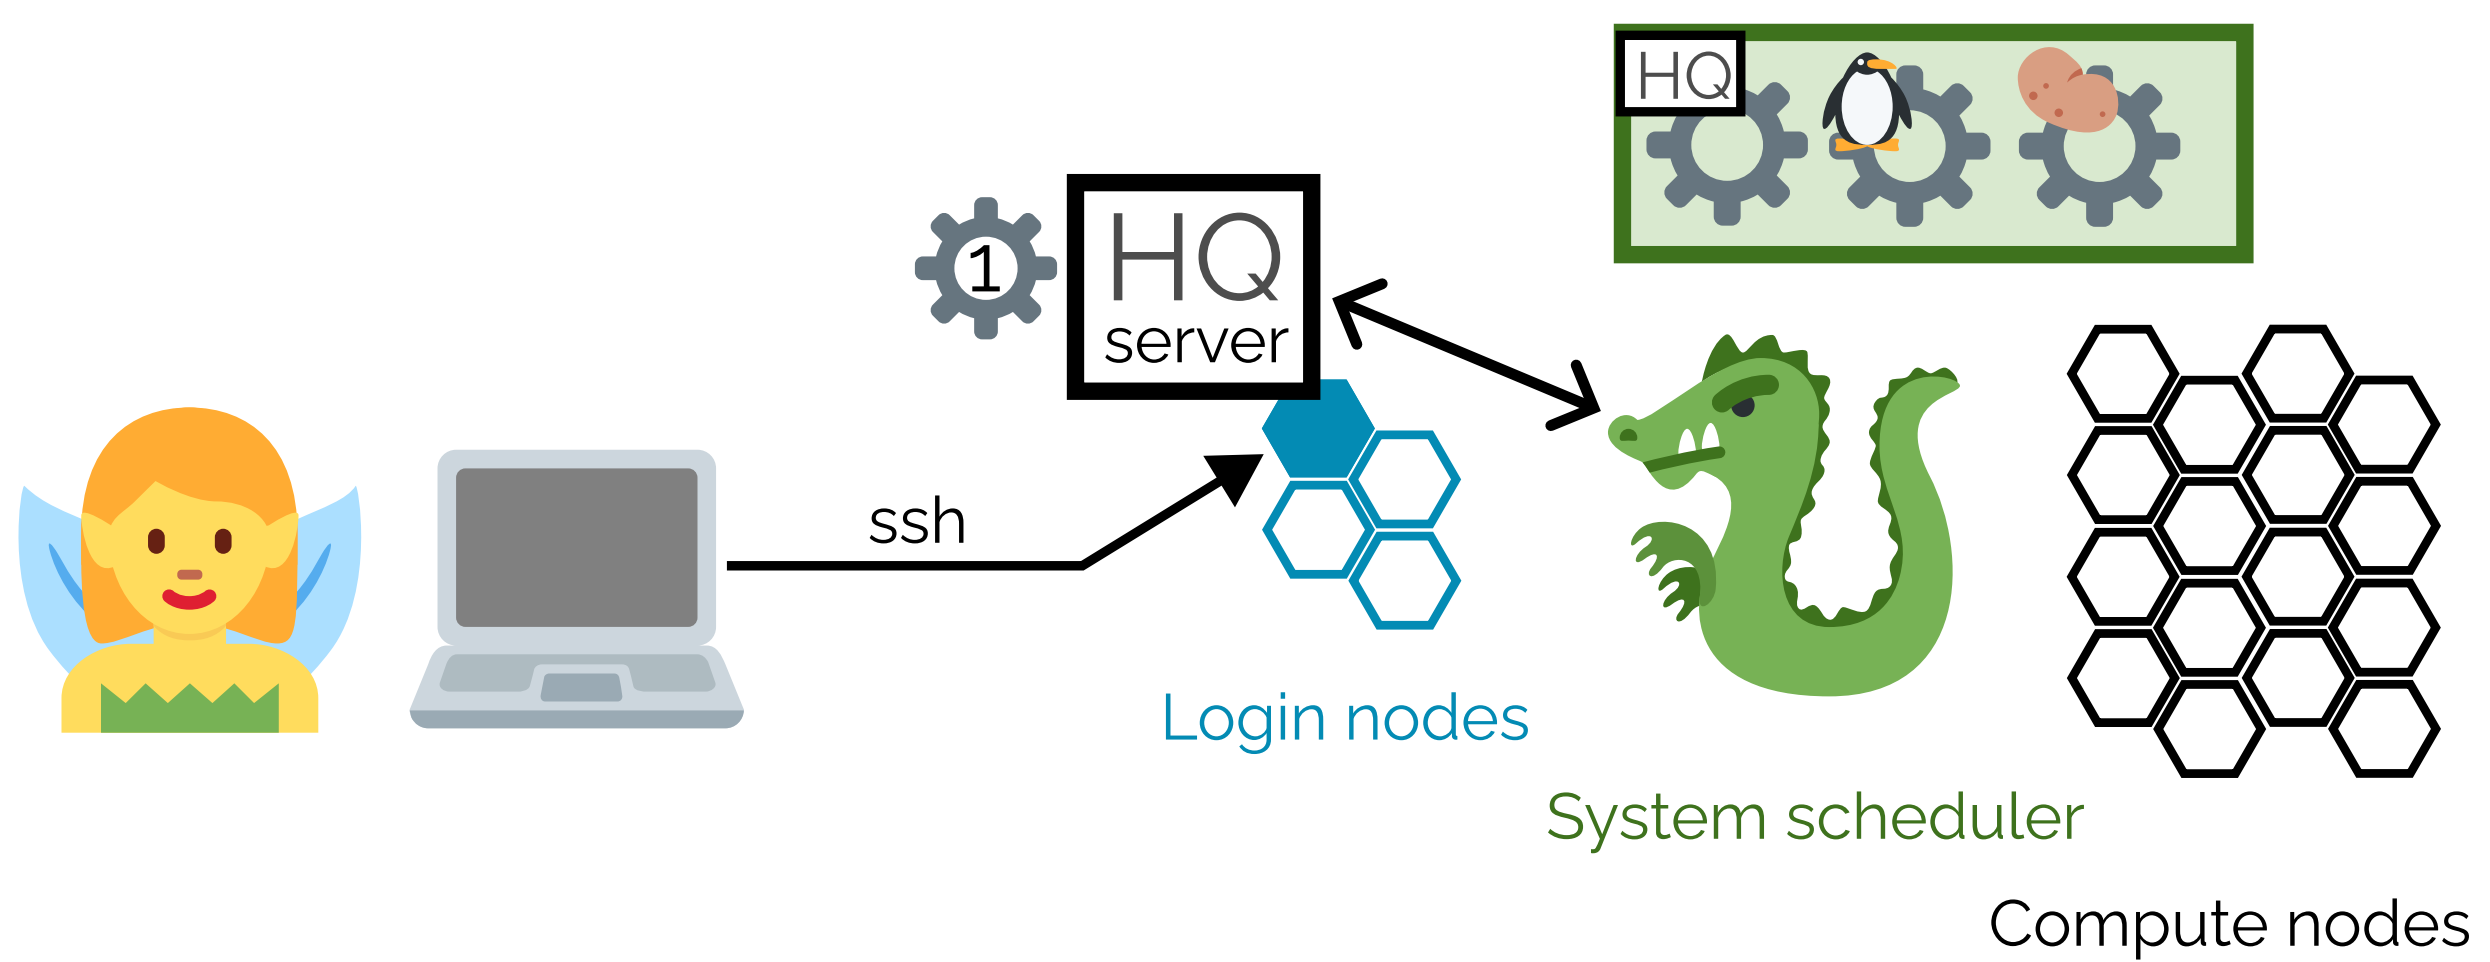 HQ
1
HQ
server
ssh
Login nodes
System scheduler
Compute nodes